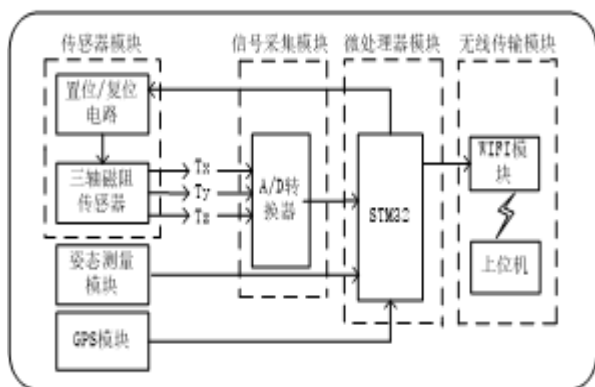 传感器模块
信号采集模块
微处理器模块
无线传输模块
置位/复位
电路
三轴磁阻
传感器
Tx
Ty
Tz
A/D转
换器
STM32
WIFI模
块
上位机
姿态测量
模块
GPS模块